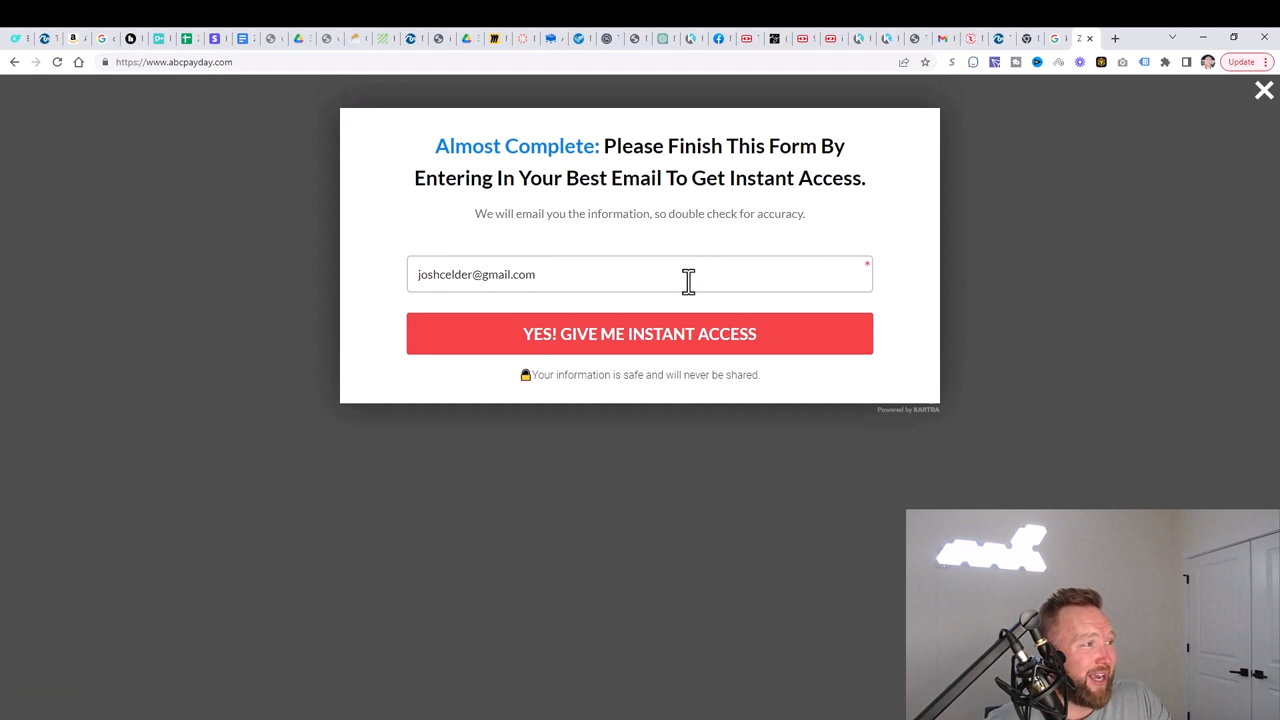 https://www.abcpayday.com
Update
Almost Complete: Please Finish This Form By
Entering In Your Best Email To Get Instant Access.
We will email you the information, so double check for accuracy.
joshcelder@gmail.com
*
YES! GIVE ME INSTANT ACCESS
Your information is safe and will never be shared.
Powered by KARTRA